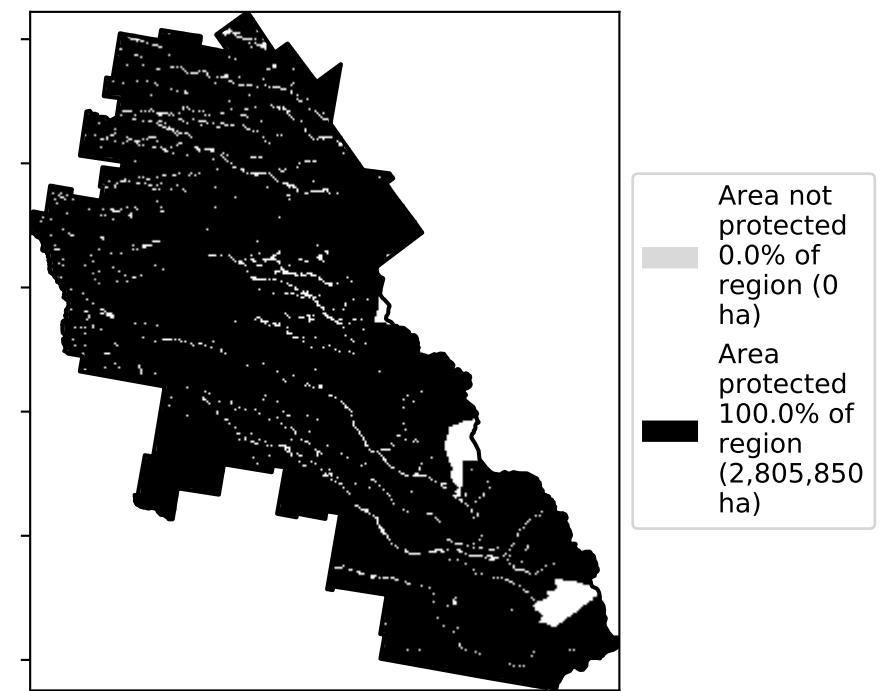 Area not
protected
0.0% of
region (0
ha)
Area
protected
100.0% of
region
(2,805,850
ha)